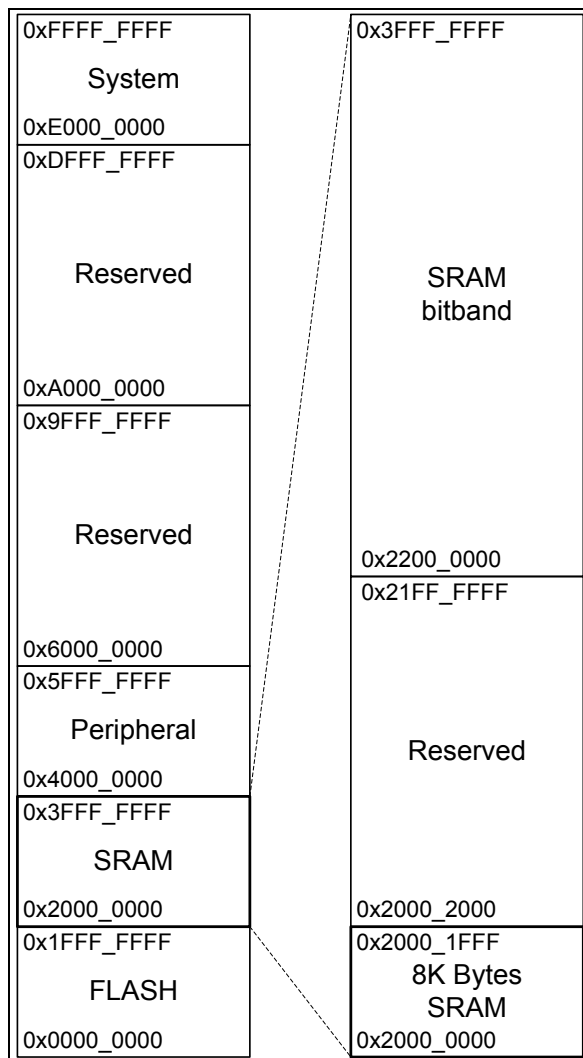 0xFFFF_FFFF
System
0xE000_0000
0xDFFF_FFFF
Reserved
0xA000_0000
0x9FFF_FFFF
Reserved
0x6000_0000
0x5FFF_FFFF
Peripheral
0x4000_0000
0x3FFF_FFFF
SRAM
0x2000_0000
0x1FFF_FFFF
FLASH
0x0000_0000
0x3FFF_FFFF
SRAM
bitband
0x2200_0000
0x21FF_FFFF
Reserved
0x2000_2000
0x2000_1FFF
8K Bytes
SRAM
0x2000_0000